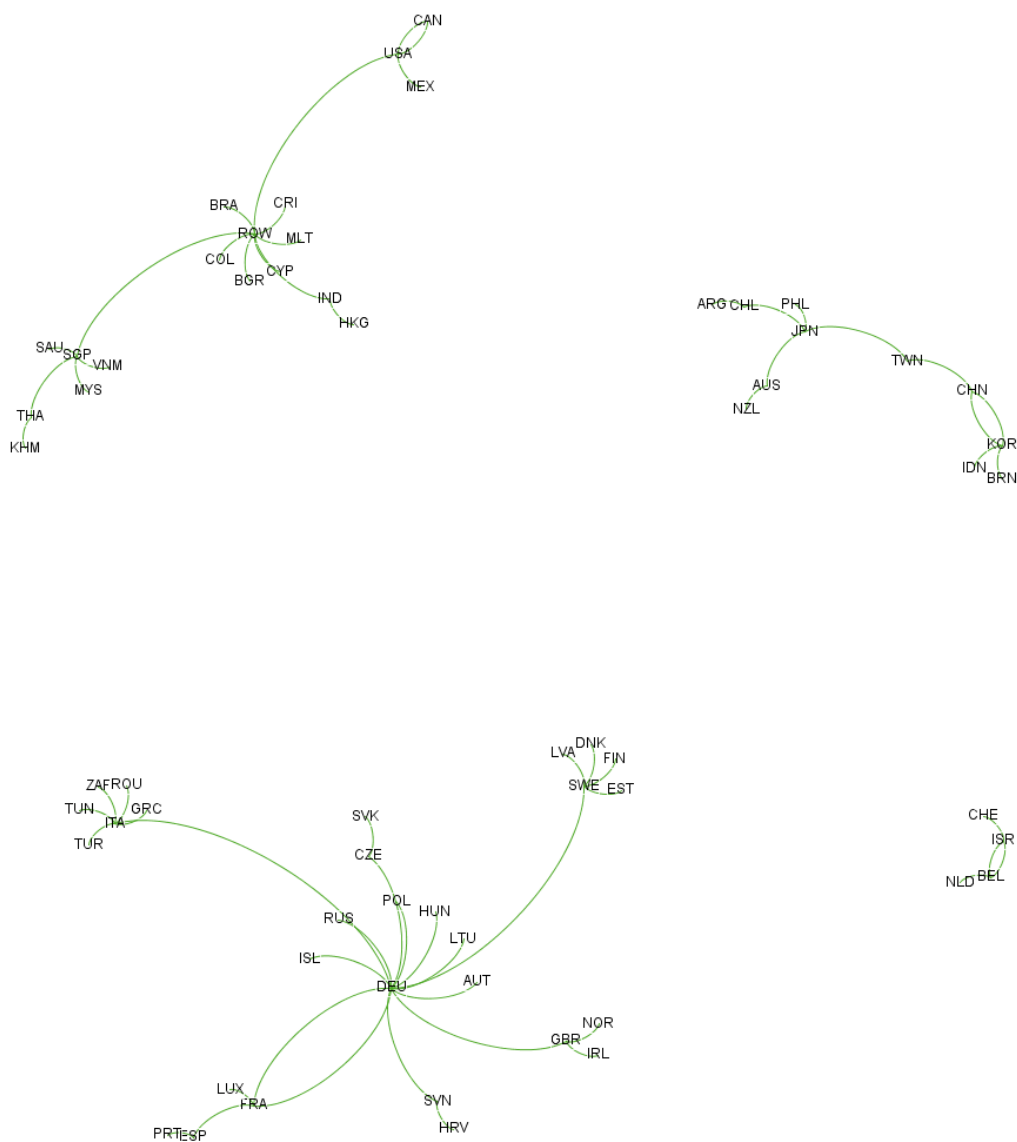 CAN
USA
MEX
BRA
CRI
ROW
MLT
COL
CYP
BGR
IND
HKG
SAU
SGP
VNM
MYS
THA
KHM
ARG
CHL
PHL
JPN
TWN
AUS
CHN
NZL
KOR
IDN
BRN
LVA
DNK
FIN
SWE
EST
ZAF
ROU
TUN
GRC
ITA
TUR
SVK
CZE
POL
RUS
HUN
LTU
ISL
DEU
AUT
NOR
GBR
IRL
LUX
FRA
SVN
HRV
PRT
ESP
CHE
ISR
BEL
NLD